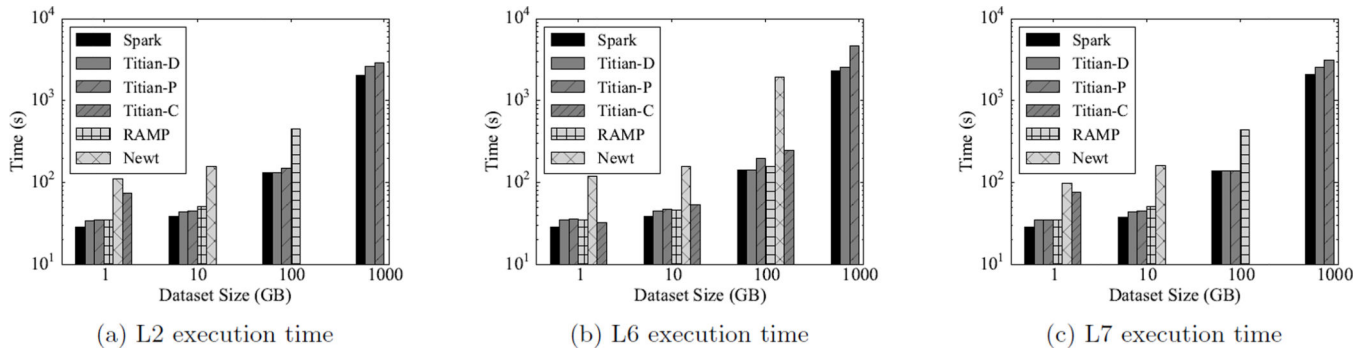 10^4
10^3
10^2
10^1
Time (s)
Spark
Titian-D
Titian-P
Titian-C
RAMP
Newt
1
10
100
1000
Dataset Size (GB)
(a) L2 execution time
10^4
10^3
10^2
10^1
Time (s)
Spark
Titian-D
Titian-P
Titian-C
RAMP
Newt
1
10
100
1000
Dataset Size (GB)
(b) L6 execution time
10^4
10^3
10^2
10^1
Time (s)
Spark
Titian-D
Titian-P
Titian-C
RAMP
Newt
1
10
100
1000
Dataset Size (GB)
(c) L7 execution time